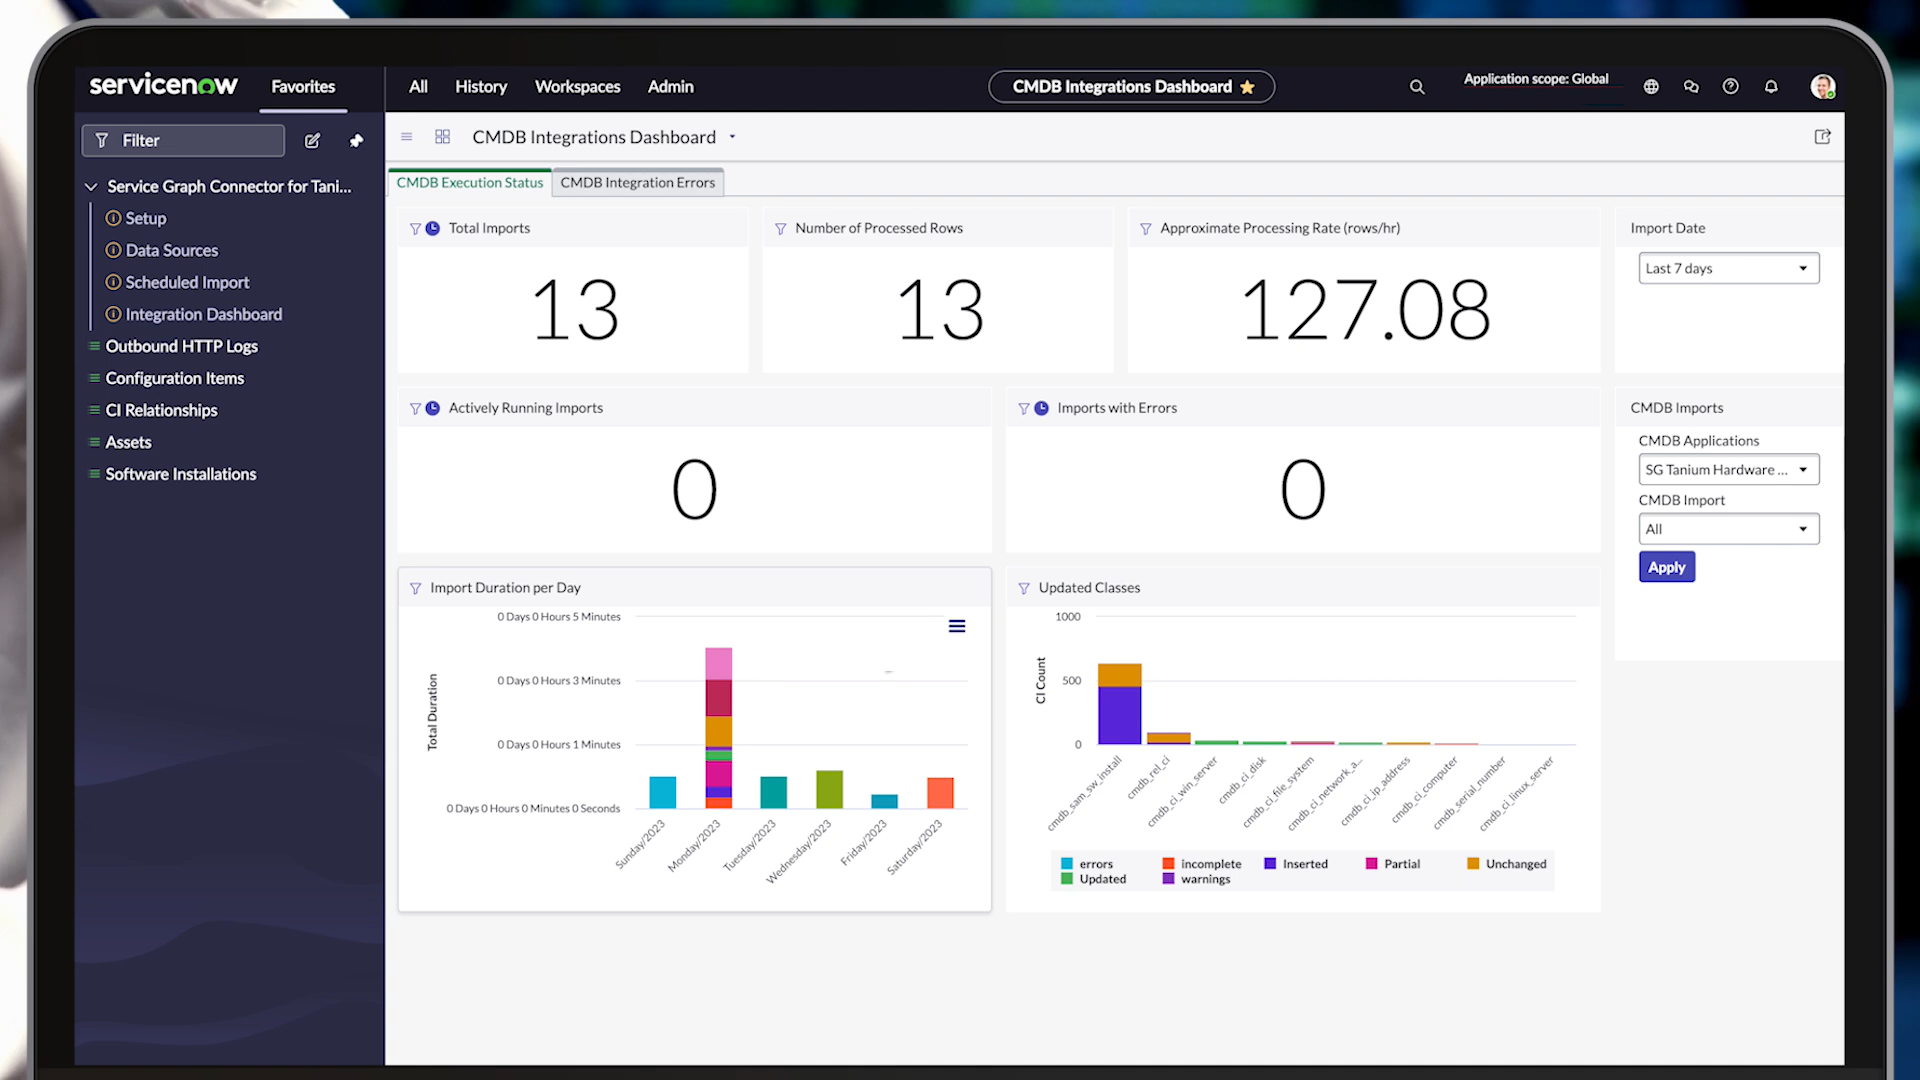 servicenow
Favorites
All
History
Workspaces
Admin
CMDB Integrations Dashboard
Application scope: Global
Filter
CMDB Integrations Dashboard
Service Graph Connector for Tani...
Setup
Data Sources
Scheduled Import
Integration Dashboard
Outbound HTTP Logs
Configuration Items
CI Relationships
Assets
Software Installations
CMDB Execution Status
CMDB Integration Errors
Total Imports
13
Number of Processed Rows
13
Approximate Processing Rate (rows/hr)
127.08
Import Date
Last 7 days
Actively Running Imports
0
Imports with Errors
0
CMDB Imports
CMDB Applications
SG Tanium Hardware ...
CMDB Import
All
Apply
Import Duration per Day
Total Duration
0 Days 0 Hours 5 Minutes
0 Days 0 Hours 3 Minutes
0 Days 0 Hours 1 Minutes
0 Days 0 Hours 0 Minutes 0 Seconds
Sunday/2023
Monday/2023
Tuesday/2023
Wednesday/2023
Friday/2023
Saturday/2023
Updated Classes
CI Count
1000
500
0
cmdb_sam_sw_install
cmdb_rel_ci
cmdb_ci_win_server
cmdb_ci_disk
cmdb_ci_file_system
cmdb_ci_network_a...
cmdb_ci_ip_address
cmdb_ci_computer
cmdb_serial_number
cmdb_ci_linux_server
errors
incomplete
Inserted
Partial
Unchanged
Updated
warnings